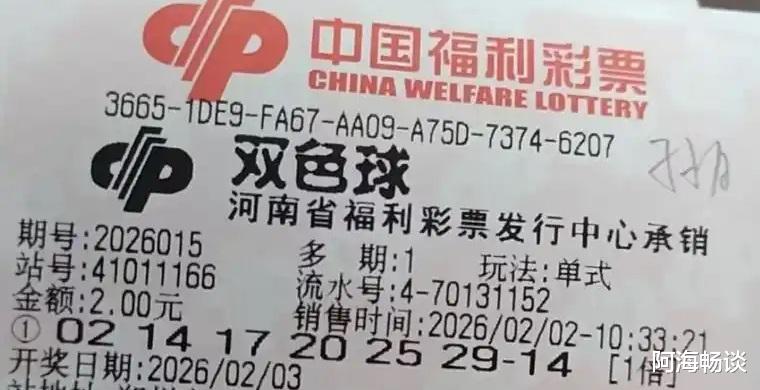 中国福利彩票
CHINA WELFARE LOTTERY
3665-1DE9-FA67-AA09-A75D-7374-6207
双色球
河南省福利彩票发行中心承销
期号:2026015 多 期:1 玩法:单式
站号:41011166 流水号:4-70131152
金额:2.00元 销售时间:2026/02/02-10:33:21
① 02 14 17 20 25 29-14 [1倍]
开奖日期:2026/02/03
阿海畅谈